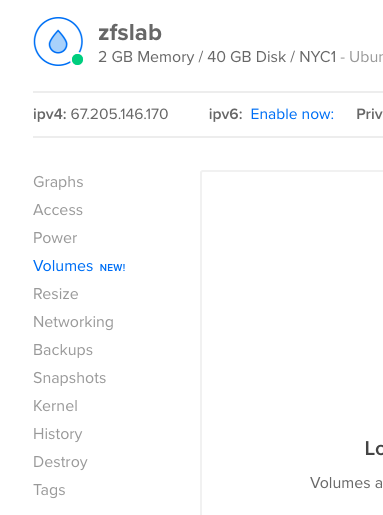 zfslab
2 GB Memory / 40 GB Disk / NYC1 - Ubun
ipv4: 67.205.146.170 ipv6: Enable now: Priv
Graphs
Access
Power
Volumes NEW!
Resize
Networking
Backups
Snapshots
Kernel
Lo
History
Destroy
Volumes a
Tags